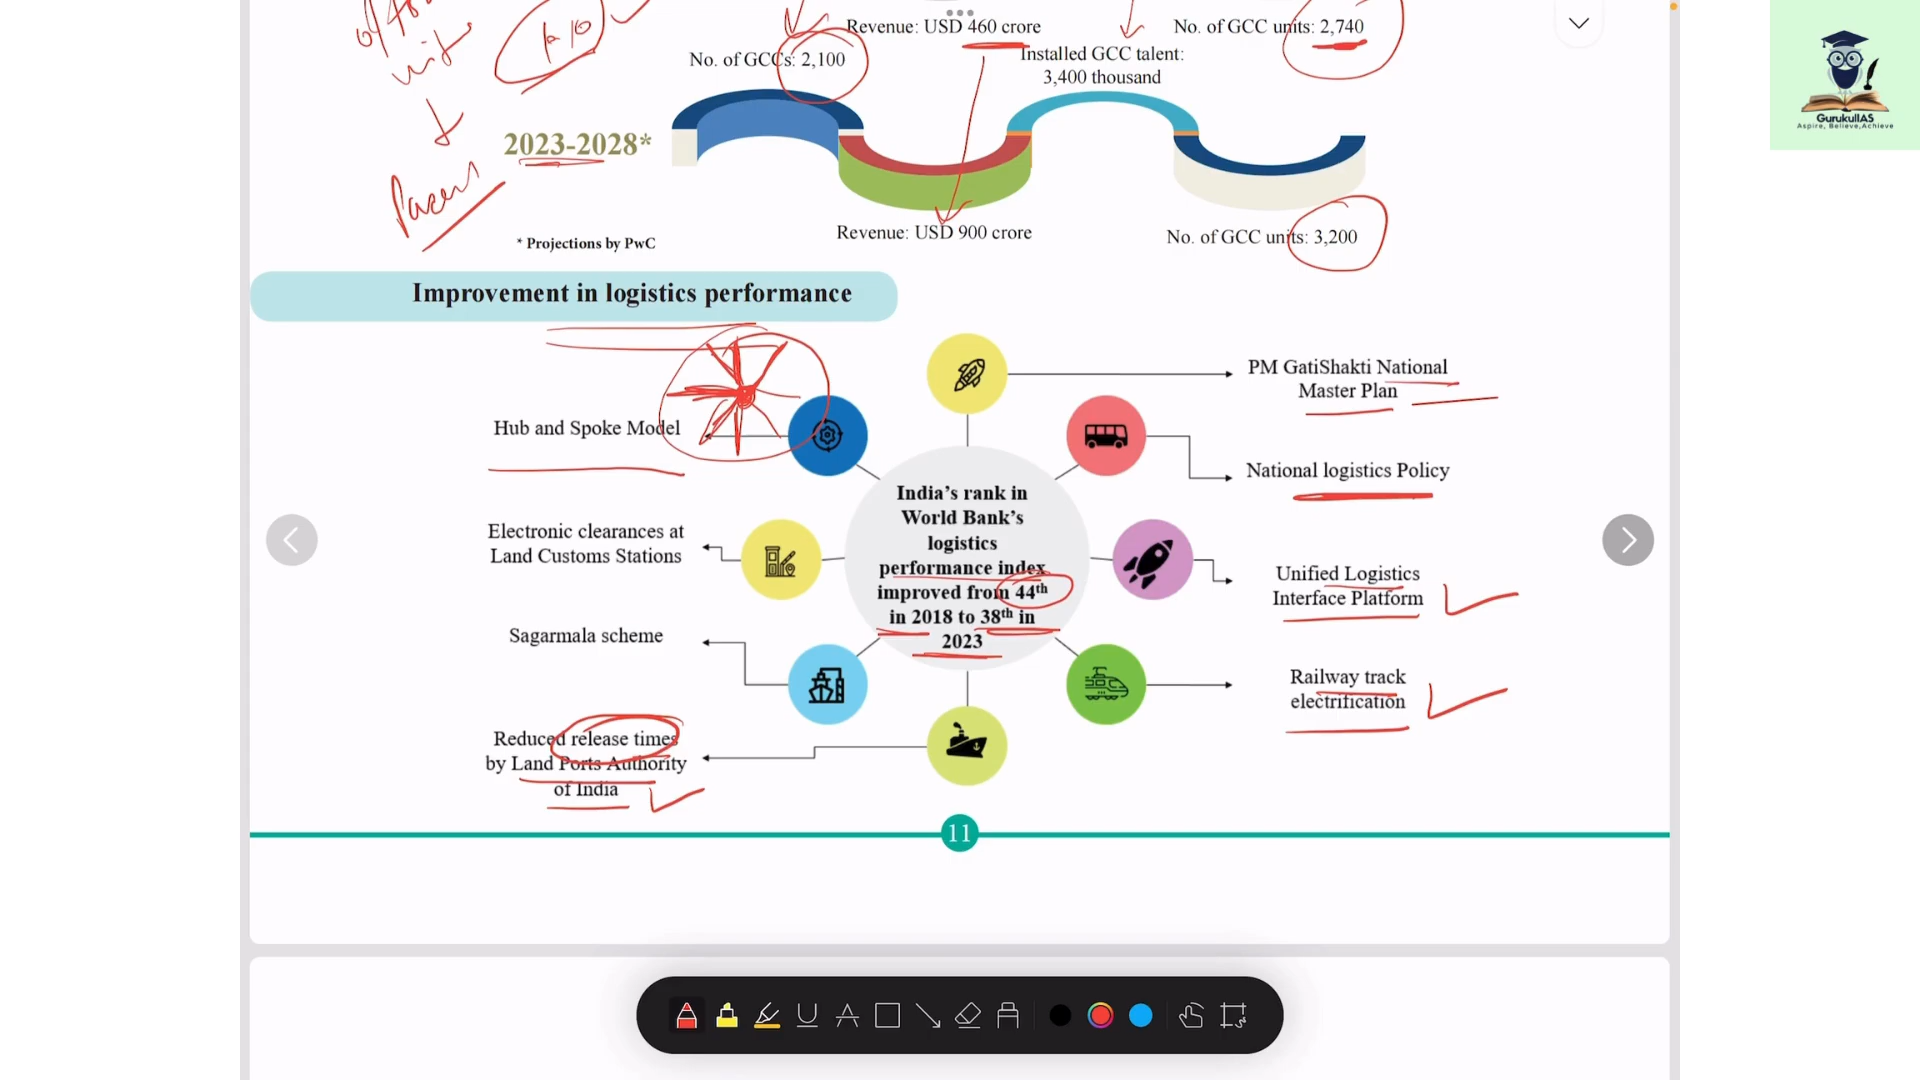 Revenue: USD 460 crore
No. of GCC units: 2,740
No. of GCCs: 2,100
Installed GCC talent:
3,400 thousand
2023-2028*
Revenue: USD 900 crore
No. of GCC units: 3,200
* Projections by PwC
GurukulIAS
Aspire, Believe,Achieve
Improvement in logistics performance
PM GatiShakti National
Master Plan
Hub and Spoke Model
National logistics Policy
India's rank in
World Bank's
logistics
performance index
improved from 44th
in 2018 to 38th in
2023
Electronic clearances at
Land Customs Stations
Unified Logistics
Interface Platform
Sagarmala scheme
Railway track
electrification
Reduced release times
by Land Ports Authority
of India
11